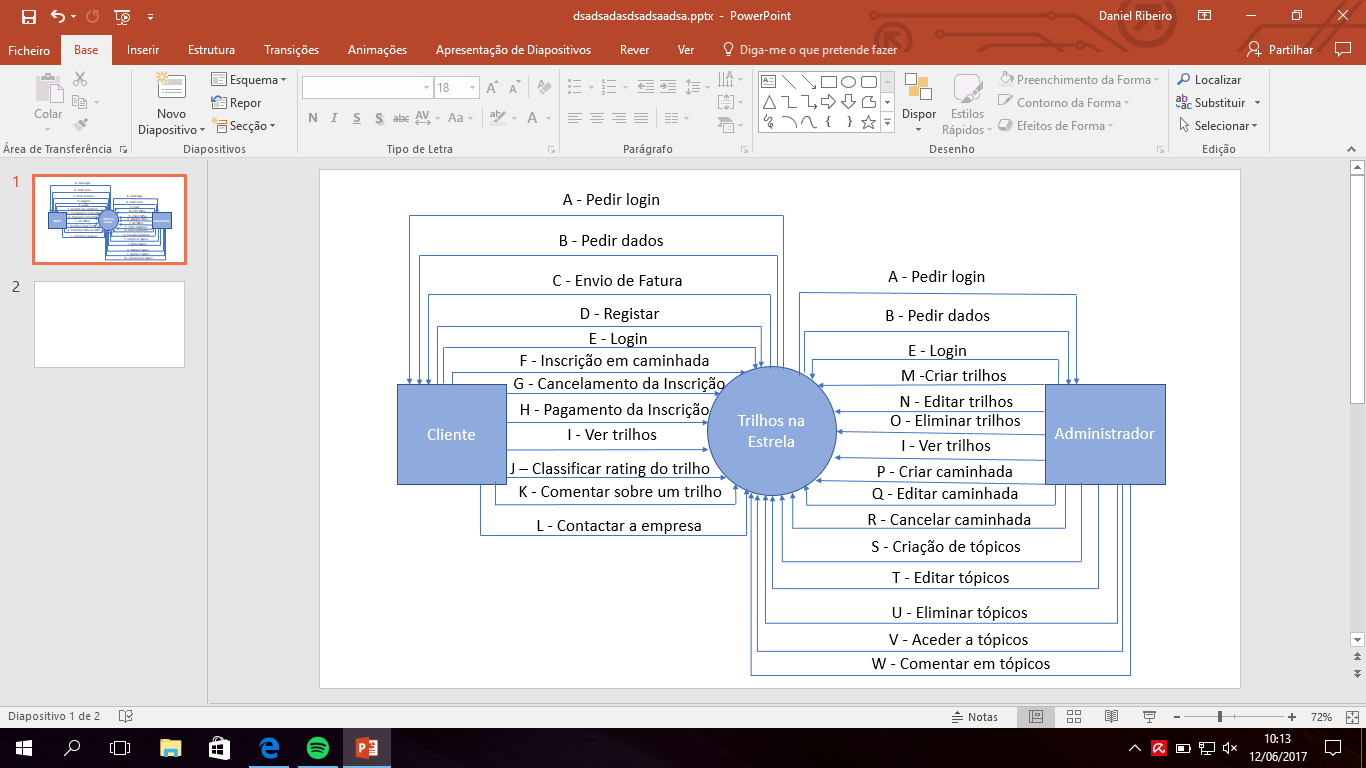 dsadsadasdsadsaadsa.pptx - PowerPoint
Daniel Ribeiro
Ficheiro Base Inserir Estrutura Transições Animações Apresentação de Diapositivos Rever Ver Diga-me o que pretende fazer Partilhar
Colar
Área de Transferência
Novo
Diapositivo
Esquema
Repor
Secção
Diapositivos
18
N I S S abc AV Aa A
Tipo de Letra
Parágrafo
Dispor
Estilos
Rápidos
Preenchimento da Forma
Contorno da Forma
Efeitos de Forma
Desenho
Localizar
Substituir
Selecionar
Edição
1
2
A - Pedir login
B - Pedir dados
C - Envio de Fatura
D - Registar
E - Login
F - Inscrição em caminhada
G - Cancelamento da Inscrição
H - Pagamento da Inscrição
I - Ver trilhos
J – Classificar rating do trilho
K - Comentar sobre um trilho
L - Contactar a empresa
Cliente
Trilhos na
Estrela
Administrador
A - Pedir login
B - Pedir dados
E - Login
M -Criar trilhos
N - Editar trilhos
O - Eliminar trilhos
I - Ver trilhos
P - Criar caminhada
Q - Editar caminhada
R - Cancelar caminhada
S - Criação de tópicos
T - Editar tópicos
U - Eliminar tópicos
V - Aceder a tópicos
W - Comentar em tópicos
Diapositivo 1 de 2
Notas
72%
10:13
12/06/2017